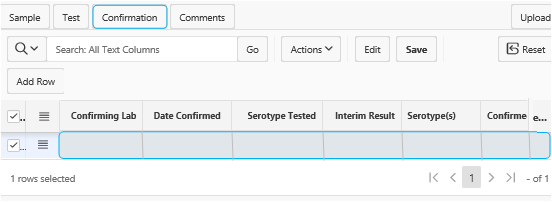 Sample Test Confirmation Comments Upload
Search: All Text Columns Go Actions Edit Save Reset
Add Row
... Confirming Lab Date Confirmed Serotype Tested Interim Result Serotype(s) Confirme e...
...
1 rows selected 1 - of 1